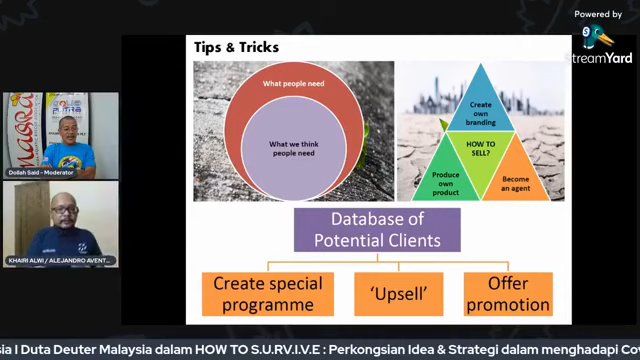 Powered by
StreamYard
Tips & Tricks
What people need
What we think
people need
Create
own
branding
HOW TO
SELL?
Produce
own
product
Become
an agent
Dollah Said - Moderator
KHAIRI ALWI / ALEJANDRO AVENT...
Database of
Potential Clients
Create special
programme
'Upsell'
Offer
promotion
sia I Duta Deuter Malaysia dalam HOW TO S.U.RV.I.V.E : Perkongsian Idea & Strategi dalam menghadapi Co